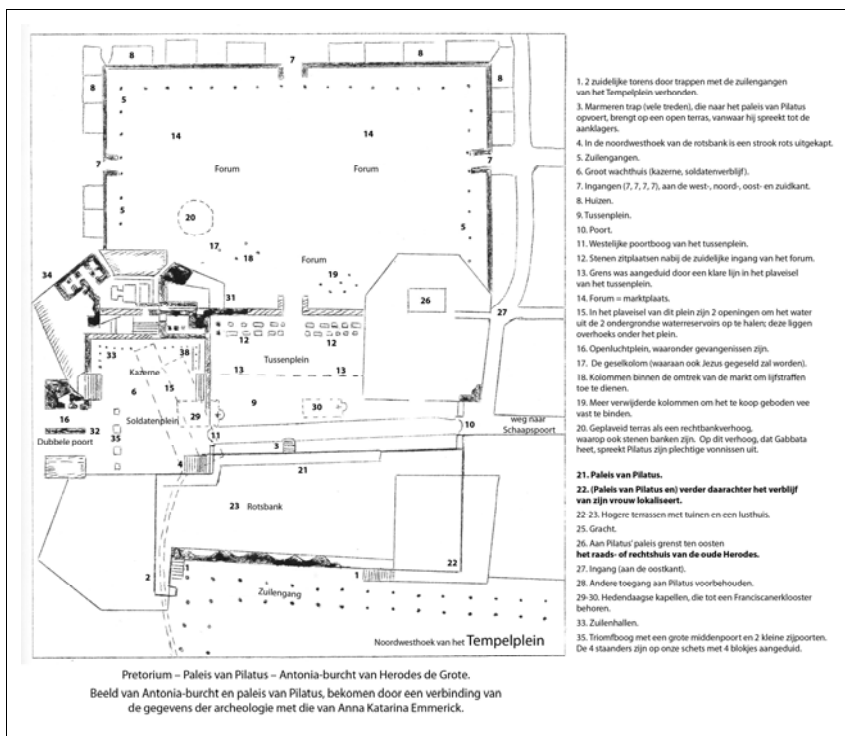 8
7
8
8
8
5
14
14
Forum
Forum
7
7
20
5
5
17
18
Forum
19
34
31
26
27
12
12
33
38
Kazerne
Tussenplein
13
13
6
15
9
30
29
Soldatenplein
16
32
35
Dubbele poort
11
10
weg naar
Schaapspoort
3
4
21
23 Rotsbank
22
2
1
1
Zuilengang
Noordwesthoek van het Tempelplein
1. 2 zuidelijke torens door trappen met de zuilengangen
van het Tempelplein verbonden.
3. Marmeren trap (vele treden), die naar het paleis van Pilatus
opvoert, brengt op een open terras, vanwaar hij spreekt tot de
aanklagers.
4. In de noordwesthoek van de rotsbank is een strook rots uitgekapt.
5. Zuilengangen.
6. Groot wachthuis (kazerne, soldatenverblijf).
7. Ingangen (7, 7, 7, 7), aan de west-, noord-, oost- en zuidkant.
8. Huizen.
9. Tussenplein.
10. Poort.
11. Westelijke poortboog van het tussenplein.
12. Stenen zitplaatsen nabij de zuidelijke ingang van het forum.
13. Grens was aangeduid door een klare lijn in het plaveisel
van het tussenplein.
14. Forum = marktplaats.
15. In het plaveisel van dit plein zijn 2 openingen om het water
uit de 2 ondergrondse waterreservoirs op te halen; deze liggen
overhoeks onder het plein.
16. Openluchtplein, waaronder gevangenissen zijn.
17. De geselkolom (waaraan ook Jezus gegeseld zal worden).
18. Kolommen binnen de omtrek van de markt om lijfstraffen
toe te dienen.
19. Meer verwijderde kolommen om het te koop geboden vee
vast te binden.
20. Geplaveid terras als een rechtbankverhoog,
waarop ook stenen banken zijn. Op dit verhoog, dat Gabbata
heet, spreekt Pilatus zijn plechtige vonnissen uit.
21. Paleis van Pilatus.
22. (Paleis van Pilatus en) verder daarachter het verblijf
van zijn vrouw lokaliseert.
22-23. Hogere terrassen met tuinen en een lusthuis.
25. Gracht.
26. Aan Pilatus' paleis grenst ten oosten
het raads- of rechtshuis van de oude Herodes.
27. Ingang (aan de oostkant).
28. Andere toegang aan Pilatus voorbehouden.
29-30. Hedendaagse kapellen, die tot een Franciscanerklooster
behoren.
33. Zuilenhallen.
35. Triomfboog met een grote middenpoort en 2 kleine zijpoorten.
De 4 staanders zijn op onze schets met 4 blokjes aangeduid.
Pretorium – Paleis van Pilatus – Antonia-burcht van Herodes de Grote.
Beeld van Antonia-burcht en paleis van Pilatus, bekomen door een verbinding van
de gegevens der archeologie met die van Anna Katarina Emmerick.